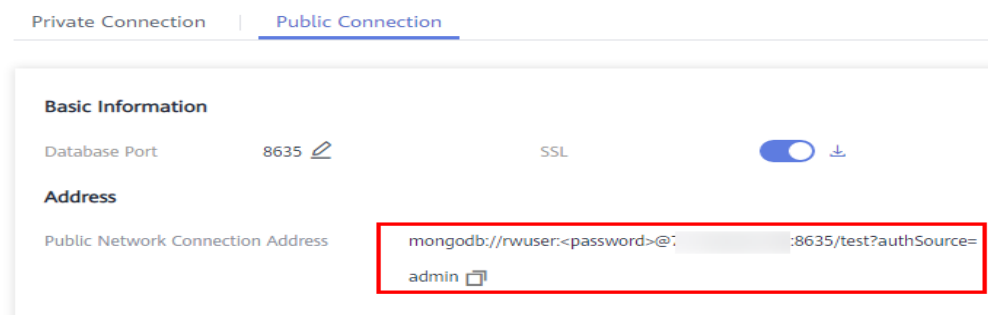 Private Connection | Public Connection
Basic Information
Database Port 8635 SSL
Address
Public Network Connection Address mongodb://rwuser:<password>@7 :8635/test?authSource=
admin